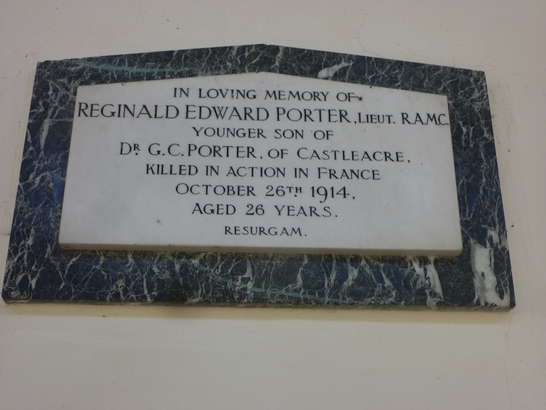 IN LOVING MEMORY OF
REGINALD EDWARD PORTER, LIEUT. R.A.M.C.
YOUNGER SON OF
DR. G.C. PORTER, OF CASTLEACRE,
KILLED IN ACTION IN FRANCE
OCTOBER 26TH 1914,
AGED 26 YEARS.
RESURGAM.